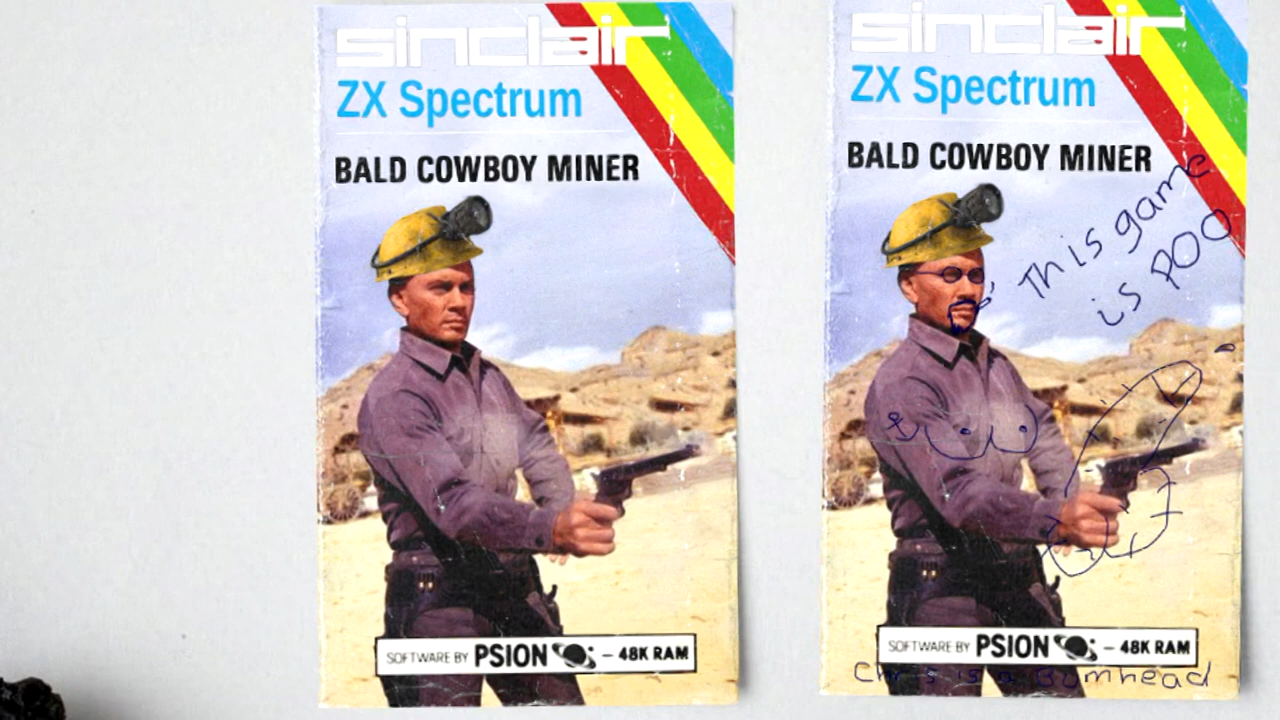 sinclair
ZX Spectrum
BALD COWBOY MINER
SOFTWARE BY PSION – 48K RAM
sinclair
ZX Spectrum
BALD COWBOY MINER
This game
is POO
SOFTWARE BY PSION – 48K RAM
Chris is a Bumhead